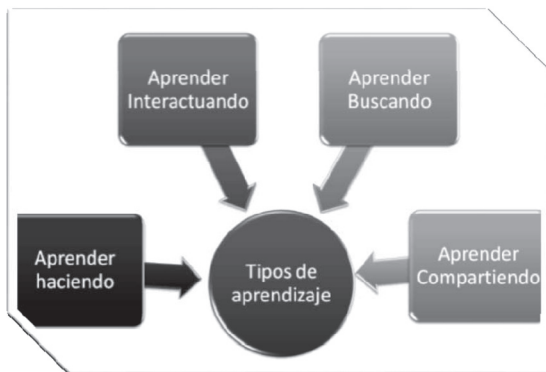 Aprender
Interactuando
Aprender
Buscando
Aprender
haciendo
Tipos de
aprendizaje
Aprender
Compartiendo